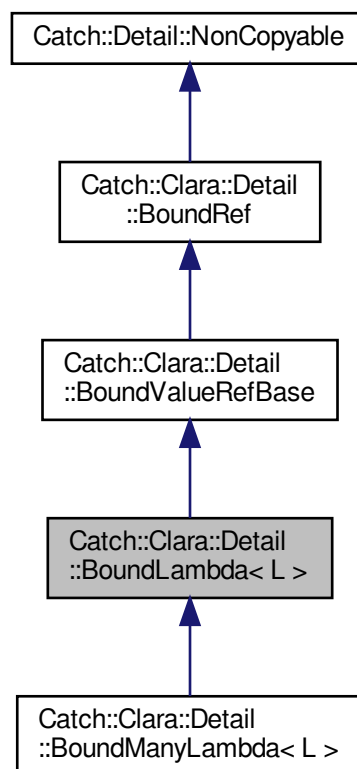 Catch::Detail::NonCopyable
Catch::Clara::Detail
::BoundRef
Catch::Clara::Detail
::BoundValueRefBase
Catch::Clara::Detail
::BoundLambda< L >
Catch::Clara::Detail
::BoundManyLambda< L >